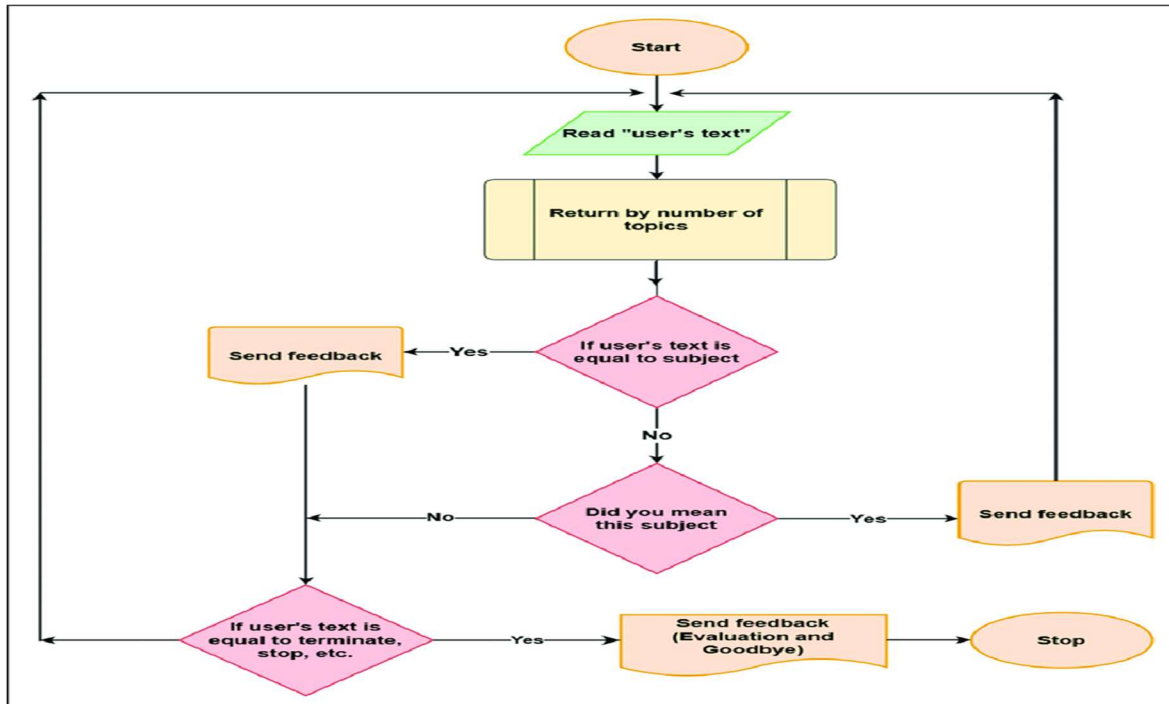 Start
Read "user's text"
Return by number of
topics
If user's text is
equal to subject
Yes
Send feedback
No
Did you mean
this subject
No
Yes
Send feedback
If user's text is
equal to terminate,
stop, etc.
Yes
Send feedback
(Evaluation and
Goodbye)
Stop